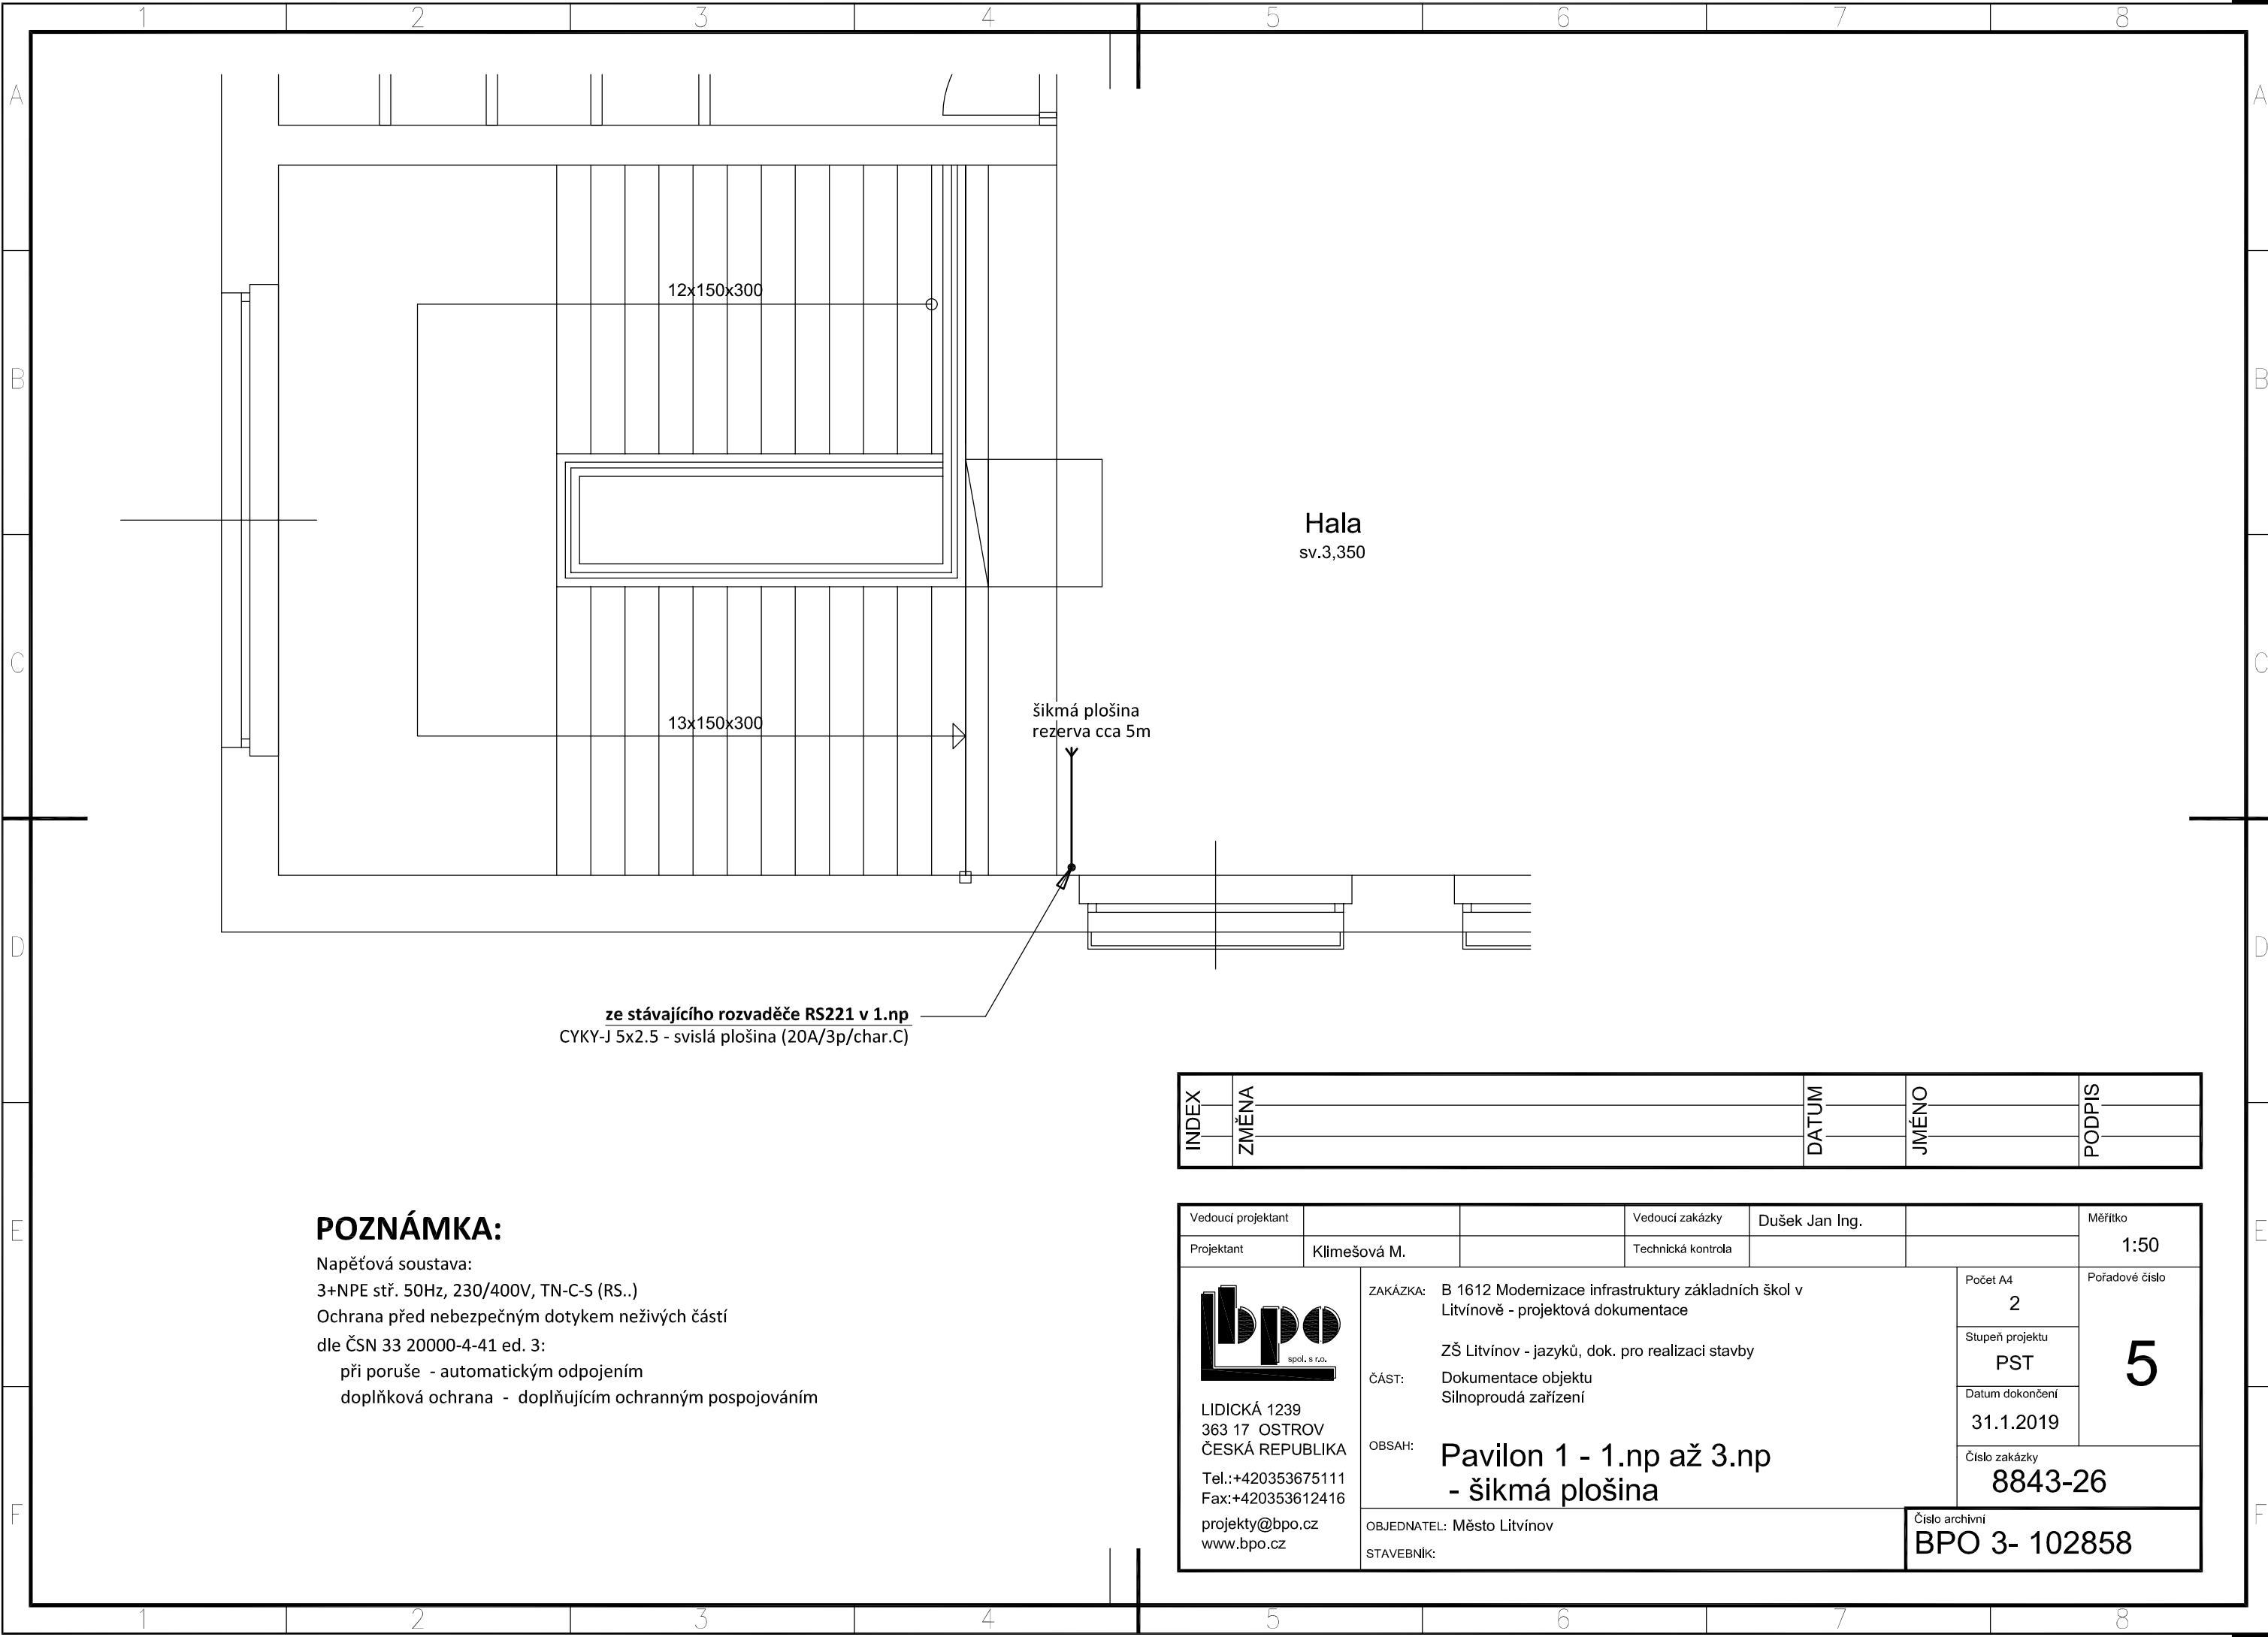 1 2 3 4 5 6 7 8
A A
B B
C C
D D
E E
F F
12x150x300
Hala
sv.3,350
13x150x300
šikmá plošina
rezerva cca 5m
ze stávajícího rozvaděče RS221 v 1.np
CYKY-J 5x2.5 - svislá plošina (20A/3p/char.C)
INDEX ZMĚNA DATUM JMÉNO PODPIS
POZNÁMKA:
Napěťová soustava:
3+NPE stř. 50Hz, 230/400V, TN-C-S (RS..)
Ochrana před nebezpečným dotykem neživých částí
dle ČSN 33 20000-4-41 ed. 3:
při poruše - automatickým odpojením
doplňková ochrana - doplňujícím ochranným pospojováním
Vedoucí projektant Vedoucí zakázky Dušek Jan Ing. Měřítko
1:50
Projektant Klimešová M. Technická kontrola
bpo
spol. s r.o.
LIDICKÁ 1239
363 17 OSTROV
ČESKÁ REPUBLIKA
Tel.:+420353675111
Fax:+420353612416
projekty@bpo.cz
www.bpo.cz
ZAKÁZKA: B 1612 Modernizace infrastruktury základních škol v
Litvínově - projektová dokumentace
ZŠ Litvínov - jazyků, dok. pro realizaci stavby
ČÁST: Dokumentace objektu
Silnoproudá zařízení
OBSAH: Pavilon 1 - 1.np až 3.np
- šikmá plošina
OBJEDNATEL: Město Litvínov
STAVEBNÍK:
Počet A4
2
Stupeň projektu
PST
Datum dokončení
31.1.2019
Pořadové číslo
5
Číslo zakázky
8843-26
Číslo archivní
BPO 3- 102858
1 2 3 4 5 6 7 8